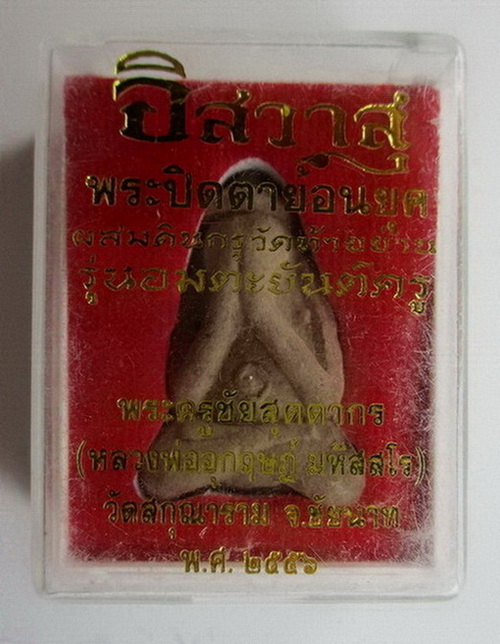 อิสวาสุ
พระปิดตาย้อนยุค
ผสมดินกรุวัดท้ายย่าน
รุ่นอมตะยันต์ครู
พระครูชัยสุตตากร
(หลวงพ่ออุกฤษฏ์ มหิสสโร)
วัดสกุณาราม จ.ชัยนาท
พ.ศ. ๒๕๕๖